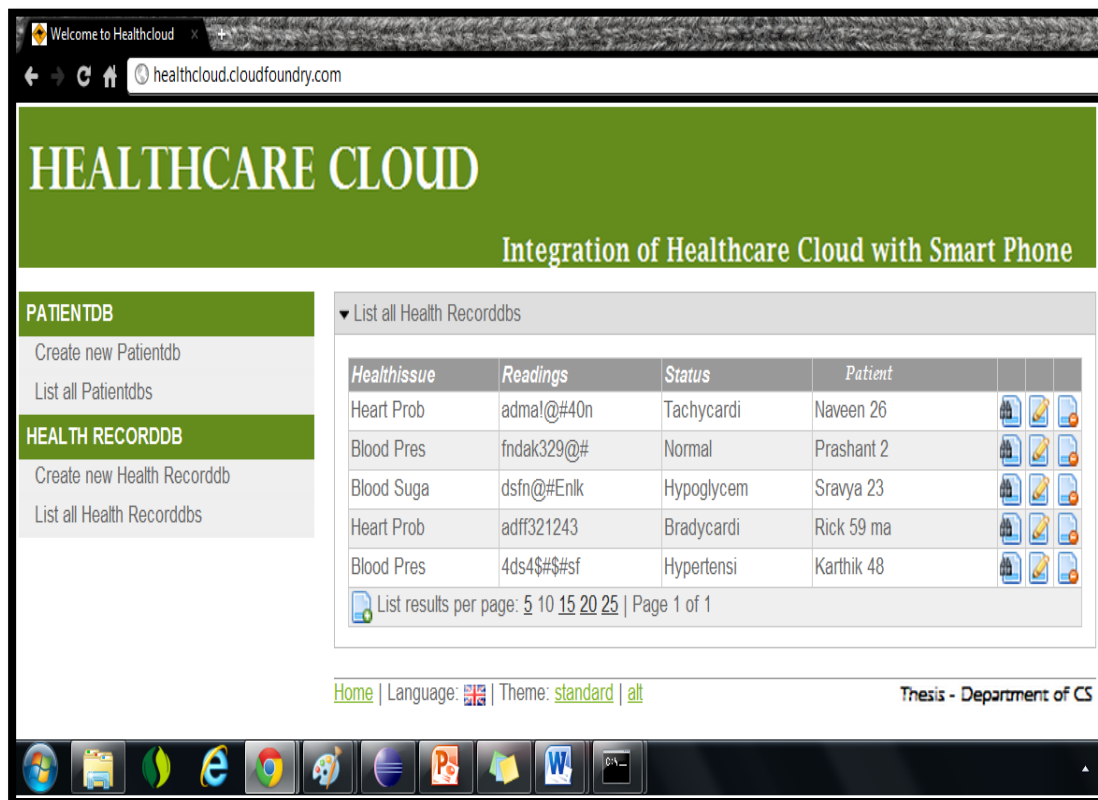 Welcome to Healthcloud
healthcloud.cloudfoundry.com
HEALTHCARE CLOUD
Integration of Healthcare Cloud with Smart Phone
PATIENTDB
Create new Patientdb
List all Patientdbs
HEALTH RECORDDB
Create new Health Recorddb
List all Health Recorddbs
List all Health Recorddbs
Healthissue Readings Status Patient
Heart Prob adma!@#40n Tachycardi Naveen 26
Blood Pres fndak329@# Normal Prashant 2
Blood Suga dsfn@#Enlk Hypoglycem Sravya 23
Heart Prob adff321243 Bradycardi Rick 59 ma
Blood Pres 4ds4$#$#sf Hypertensi Karthik 48
List results per page: 5 10 15 20 25 | Page 1 of 1
Home | Language: | Theme: standard | alt
Thesis - Department of CS